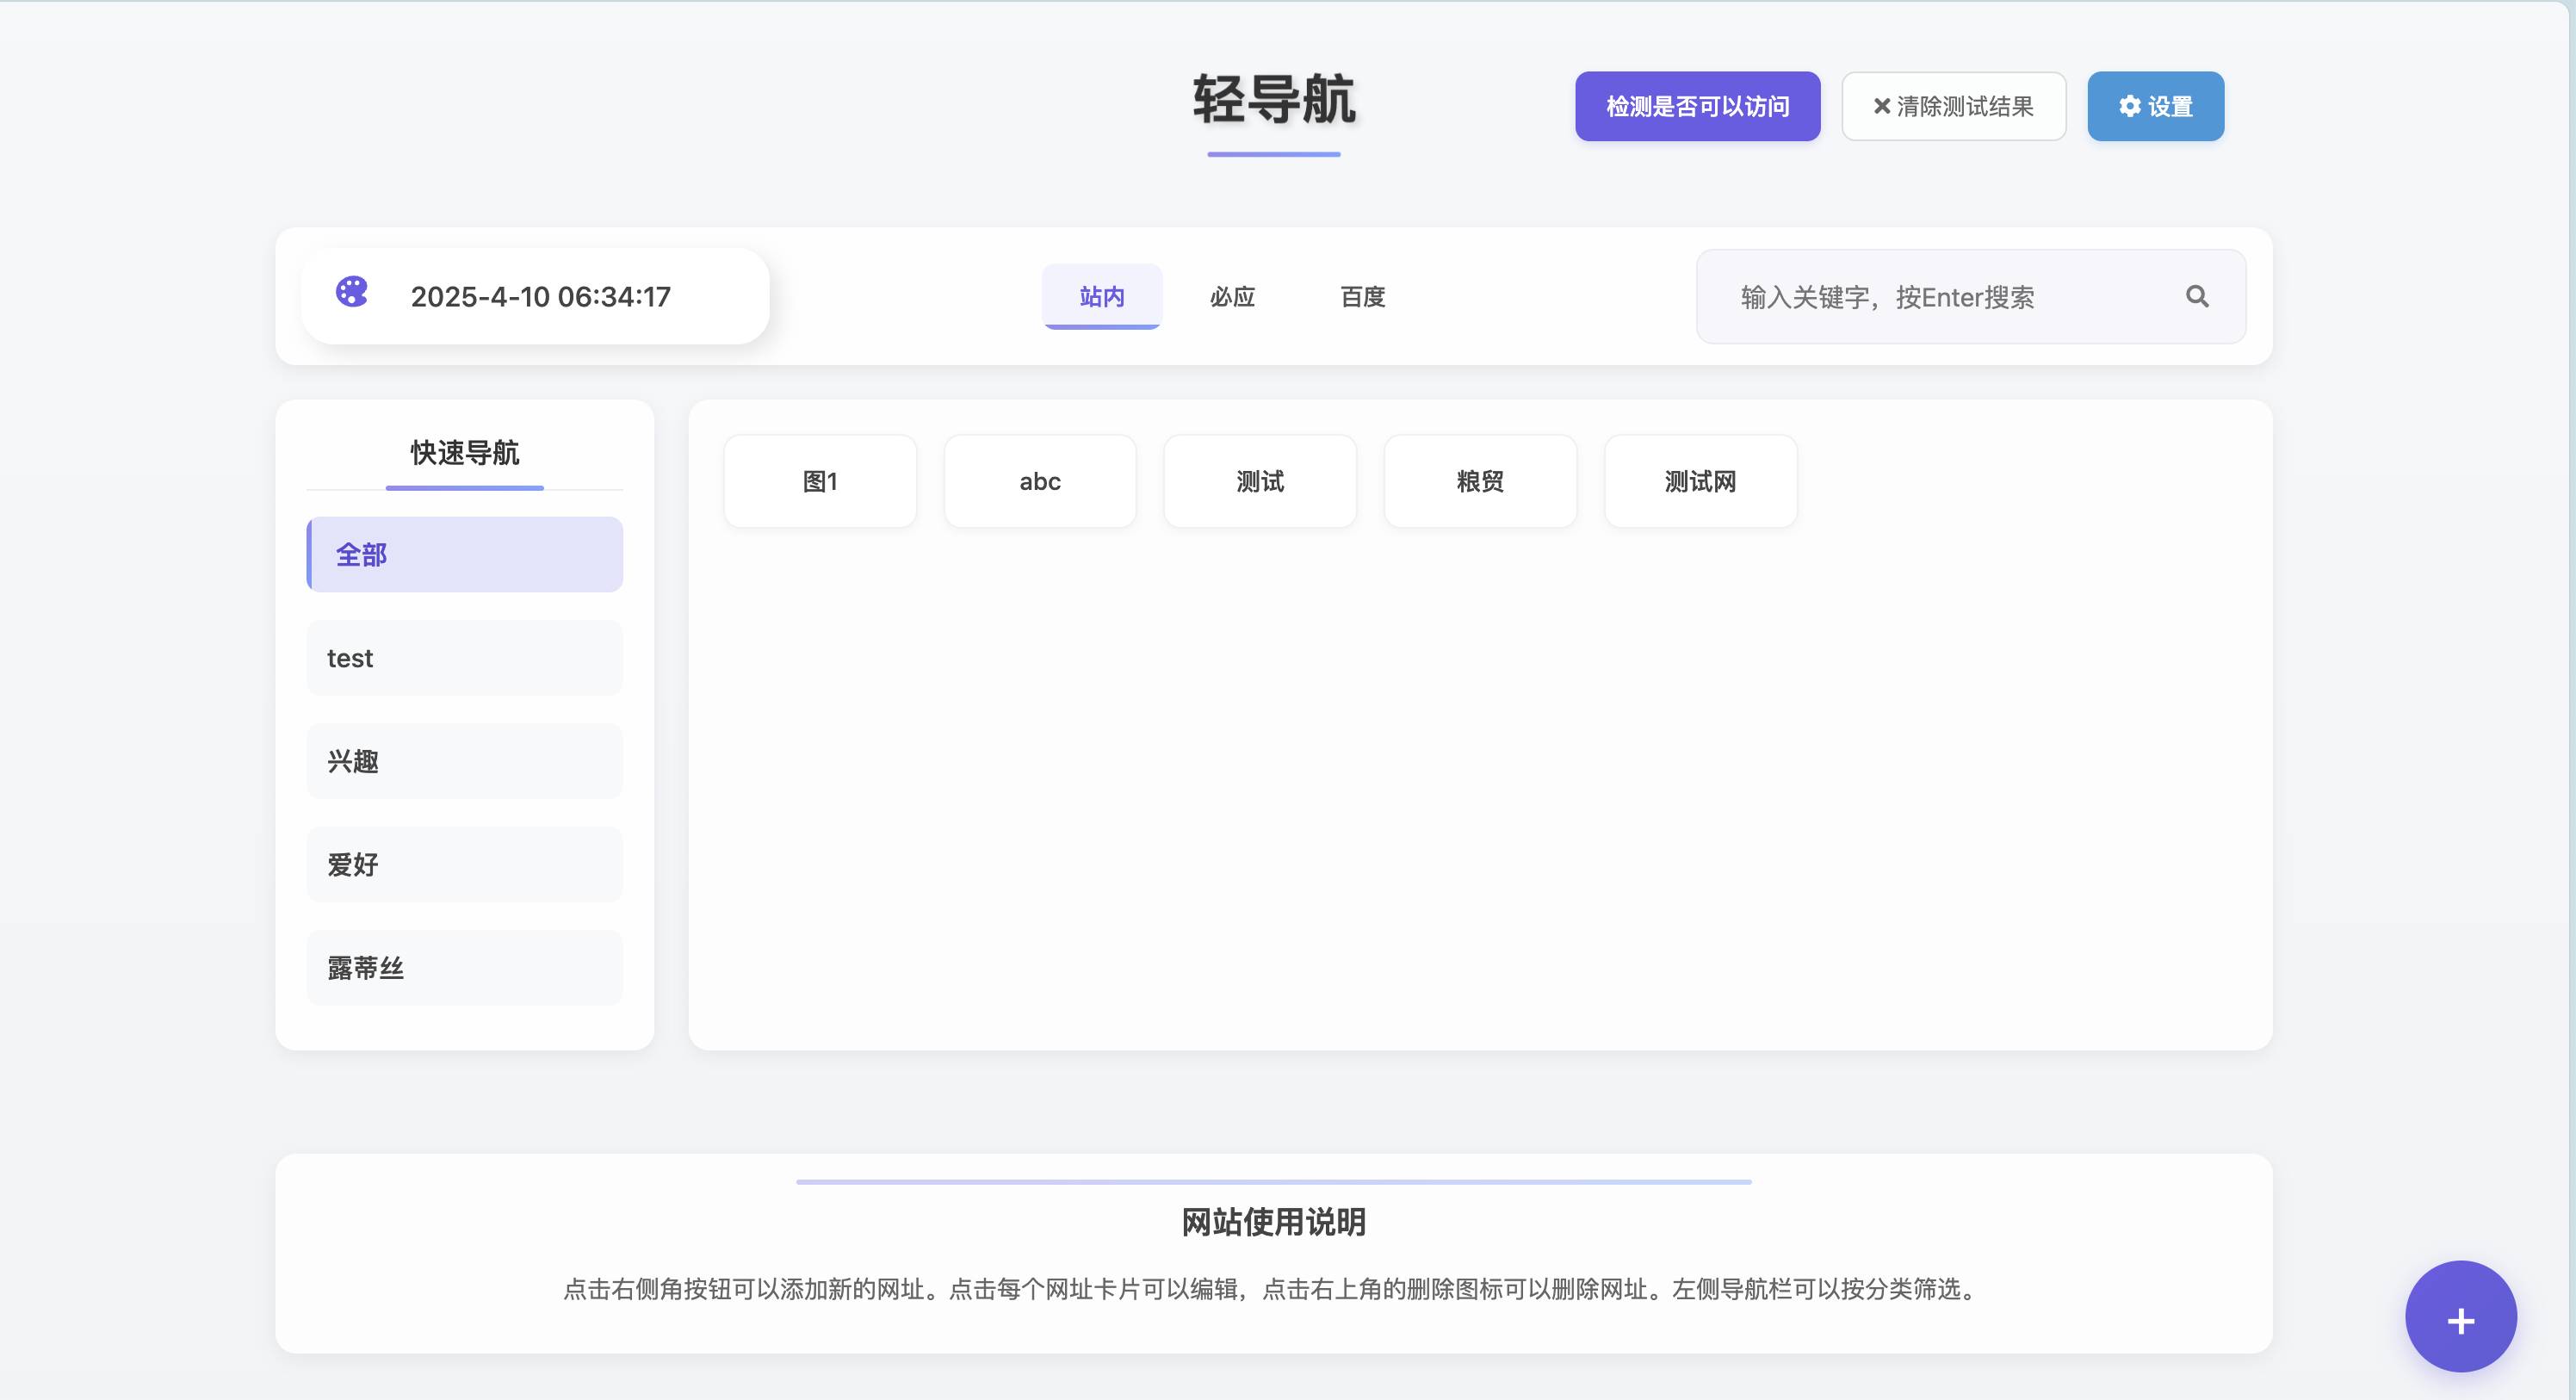 轻导航
检测是否可以访问
清除测试结果
设置
2025-4-10 06:34:17
站内
必应
百度
输入关键字，按Enter搜索
快速导航
全部
test
兴趣
爱好
露蒂丝
图1
abc
测试
粮贸
测试网
网站使用说明
点击右侧角按钮可以添加新的网址。点击每个网址卡片可以编辑，点击右上角的删除图标可以删除网址。左侧导航栏可以按分类筛选。